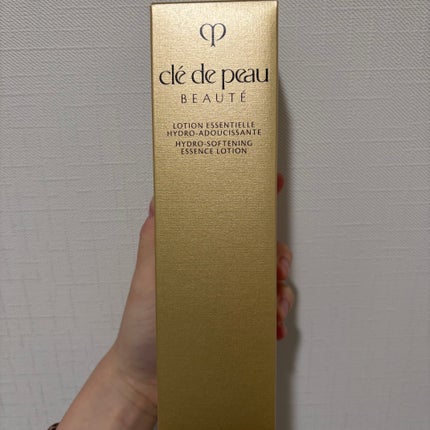 clé de peau
BEAUTÉ
LOTION ESSENTIELLE
HYDRO-ADOUCISSANTE
HYDRO-SOFTENING
ESSENCE LOTION